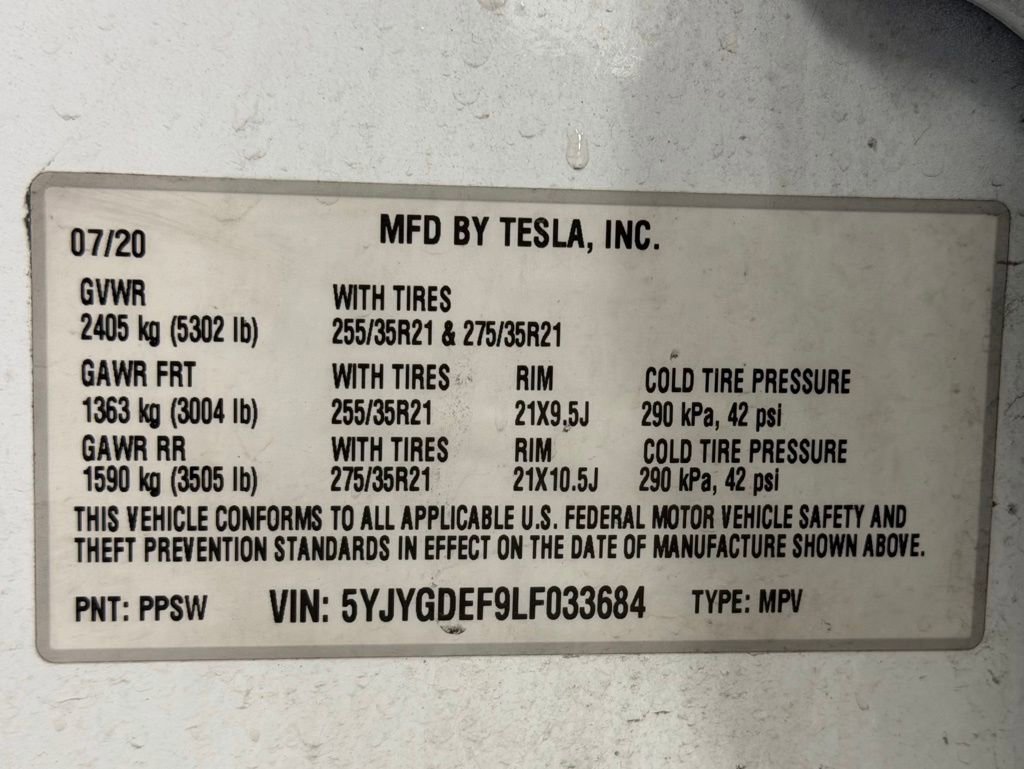 07/20 MFD BY TESLA, INC.
GVWR WITH TIRES
2405 kg (5302 lb) 255/35R21 & 275/35R21
GAWR FRT WITH TIRES RIM COLD TIRE PRESSURE
1363 kg (3004 lb) 255/35R21 21X9.5J 290 kPa, 42 psi
GAWR RR WITH TIRES RIM COLD TIRE PRESSURE
1590 kg (3505 lb) 275/35R21 21X10.5J 290 kPa, 42 psi
THIS VEHICLE CONFORMS TO ALL APPLICABLE U.S. FEDERAL MOTOR VEHICLE SAFETY AND
THEFT PREVENTION STANDARDS IN EFFECT ON THE DATE OF MANUFACTURE SHOWN ABOVE.
PNT: PPSW VIN: 5YJYGDEF9LF033684 TYPE: MPV